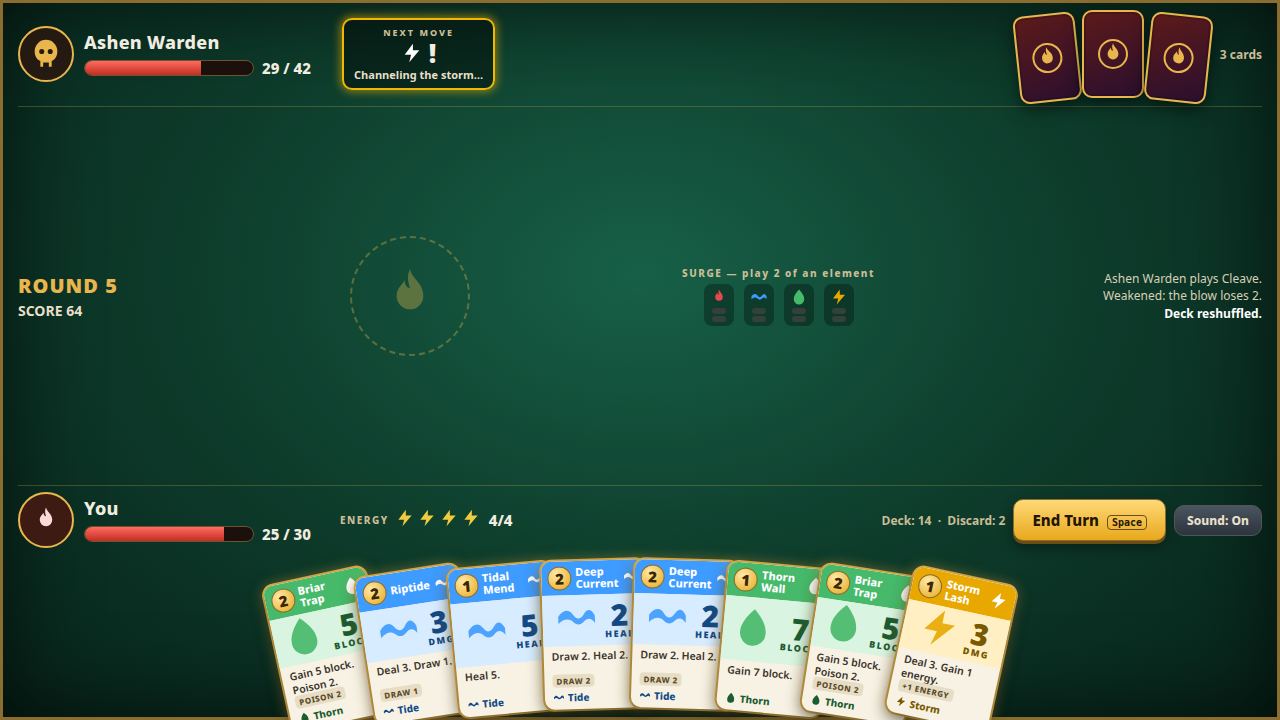 Ashen Warden
29 / 42
NEXT MOVE
!
Channeling the storm...
3 cards
ROUND 5
SCORE 64
SURGE — play 2 of an element
Ashen Warden plays Cleave.
Weakened: the blow loses 2.
Deck reshuffled.
You
25 / 30
ENERGY
4/4
Deck: 14 · Discard: 2
End Turn Space
Sound: On
2
Briar
Trap
5
BLOC
Gain 5 block.
Poison 2.
POISON 2
Thorn
2
Riptide
3
DMG
Deal 3. Draw 1.
DRAW 1
Tide
1
Tidal
Mend
5
HEAL
Heal 5.
Tide
2
Deep
Current
2
HEAL
Draw 2. Heal 2.
DRAW 2
Tide
2
Deep
Current
2
HEAL
Draw 2. Heal 2.
DRAW 2
Tide
1
Thorn
Wall
7
BLOC
Gain 7 block.
Thorn
2
Briar
Trap
5
BLOC
Gain 5 block.
Poison 2.
POISON 2
Thorn
1
Storm
Lash
3
DMG
Deal 3. Gain 1
energy.
+1 ENERGY
Storm